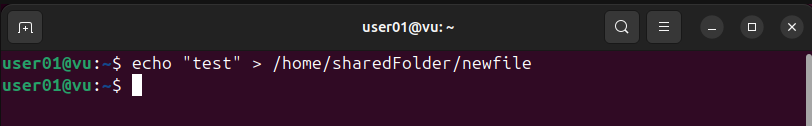 user01@vu: ~
user01@vu:~$ echo "test" > /home/sharedFolder/newfile
user01@vu:~$